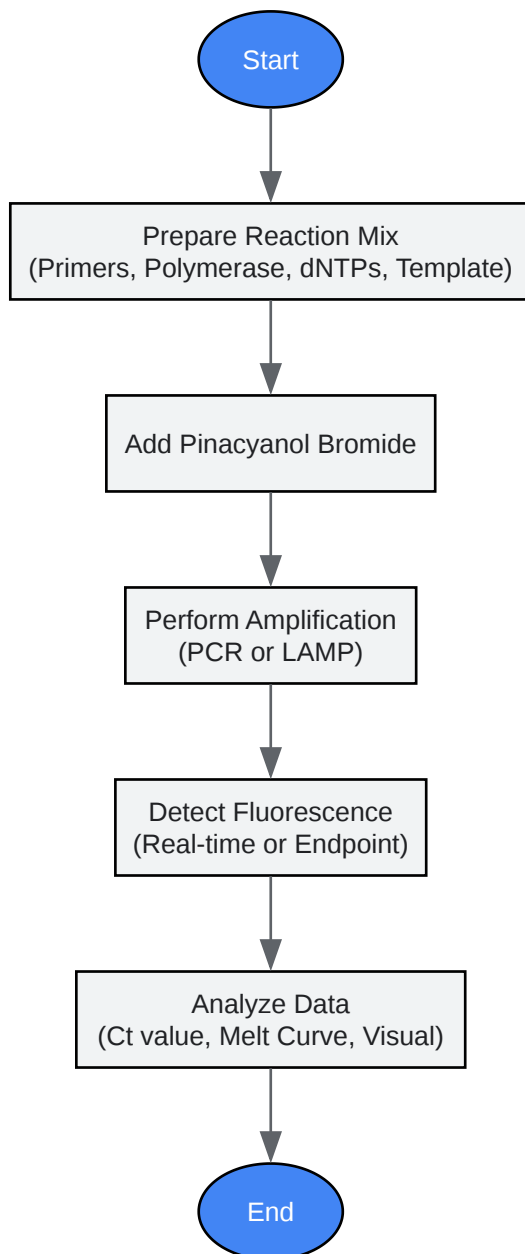 Start
Prepare Reaction Mix
(Primers, Polymerase, dNTPs, Template)
Add Pinacyanol Bromide
Perform Amplification
(PCR or LAMP)
Detect Fluorescence
(Real-time or Endpoint)
Analyze Data
(Ct value, Melt Curve, Visual)
End